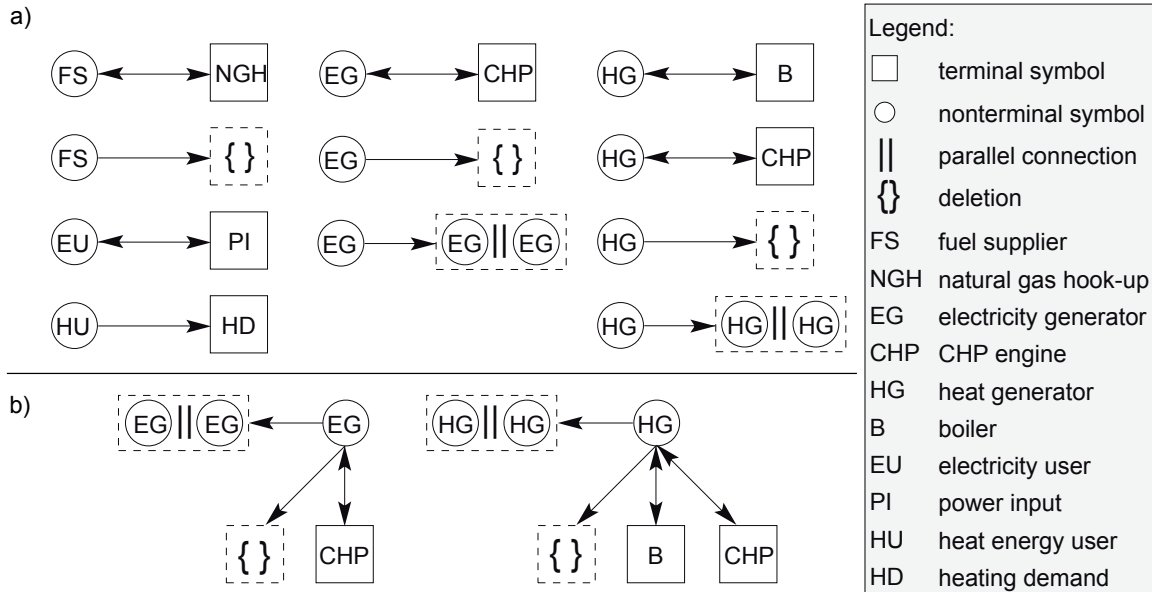 a)
FS NGH EG CHP HG B
FS { } EG { } HG CHP
EU PI EG EG || EG HG { }
HU HD HG HG || HG
b)
EG || EG EG HG || HG HG
{ } CHP { } B CHP
Legend:
terminal symbol
nonterminal symbol
|| parallel connection
{} deletion
FS fuel supplier
NGH natural gas hook-up
EG electricity generator
CHP CHP engine
HG heat generator
B boiler
EU electricity user
PI power input
HU heat energy user
HD heating demand